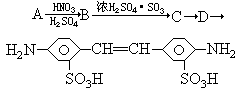 A —HNO3/H2SO4→ B —浓H2SO4·SO3→ C→D→
H2N CH=CH NH2
SO3H SO3H